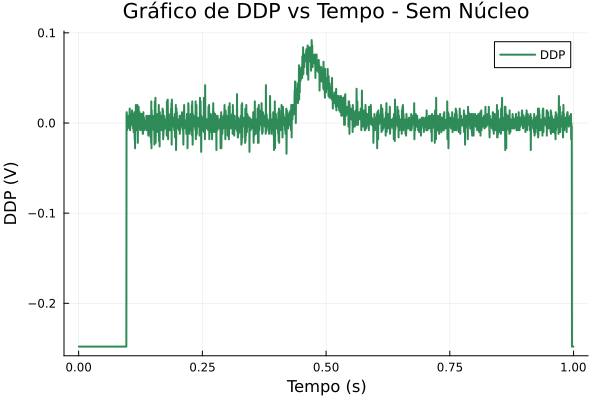 Gráfico de DDP vs Tempo - Sem Núcleo
DDP
DDP (V)
0.1
0.0
−0.1
−0.2
0.00 0.25 0.50 0.75 1.00
Tempo (s)